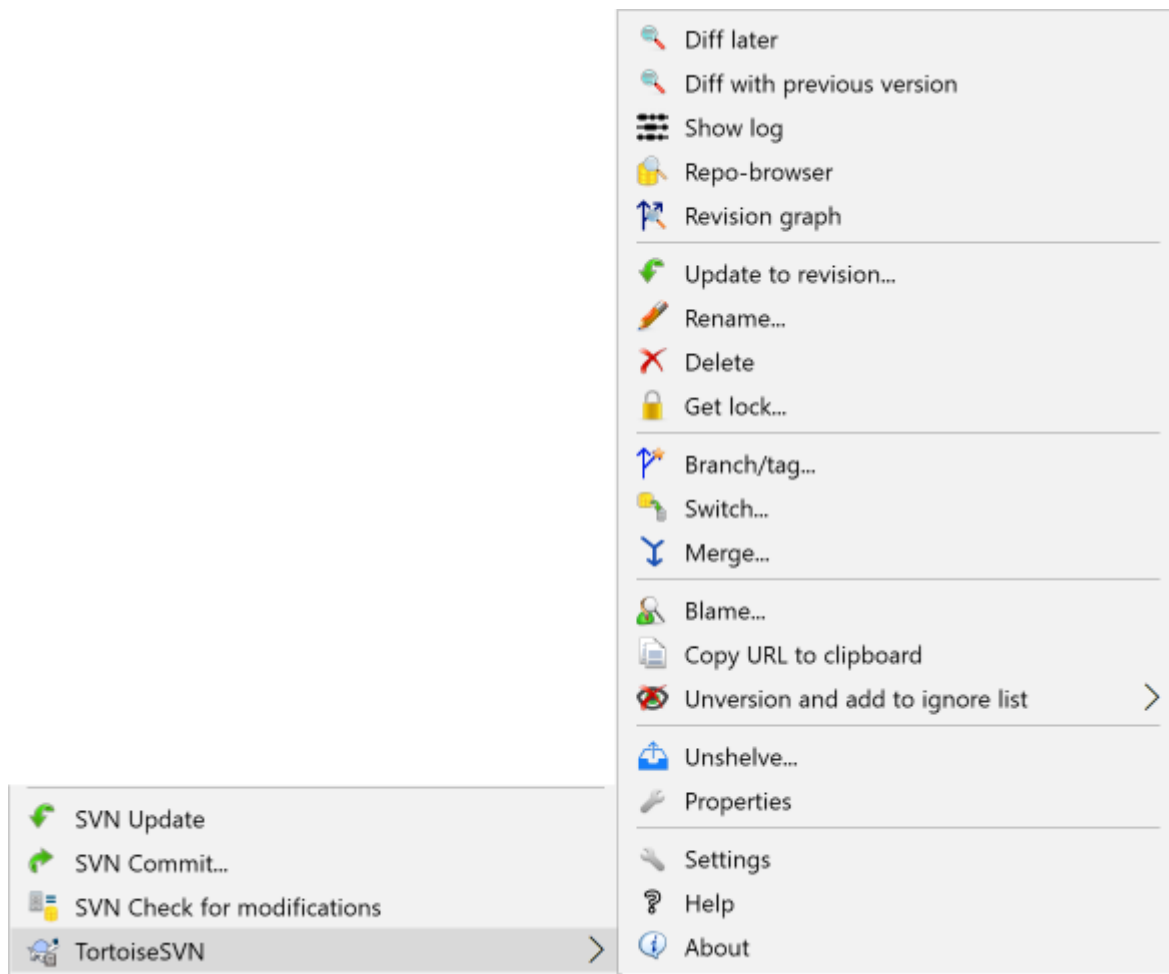 Diff later
Diff with previous version
Show log
Repo-browser
Revision graph
Update to revision...
Rename...
Delete
Get lock...
Branch/tag...
Switch...
Merge...
Blame...
Copy URL to clipboard
Unversion and add to ignore list
Unshelve...
Properties
Settings
Help
About
SVN Update
SVN Commit...
SVN Check for modifications
TortoiseSVN